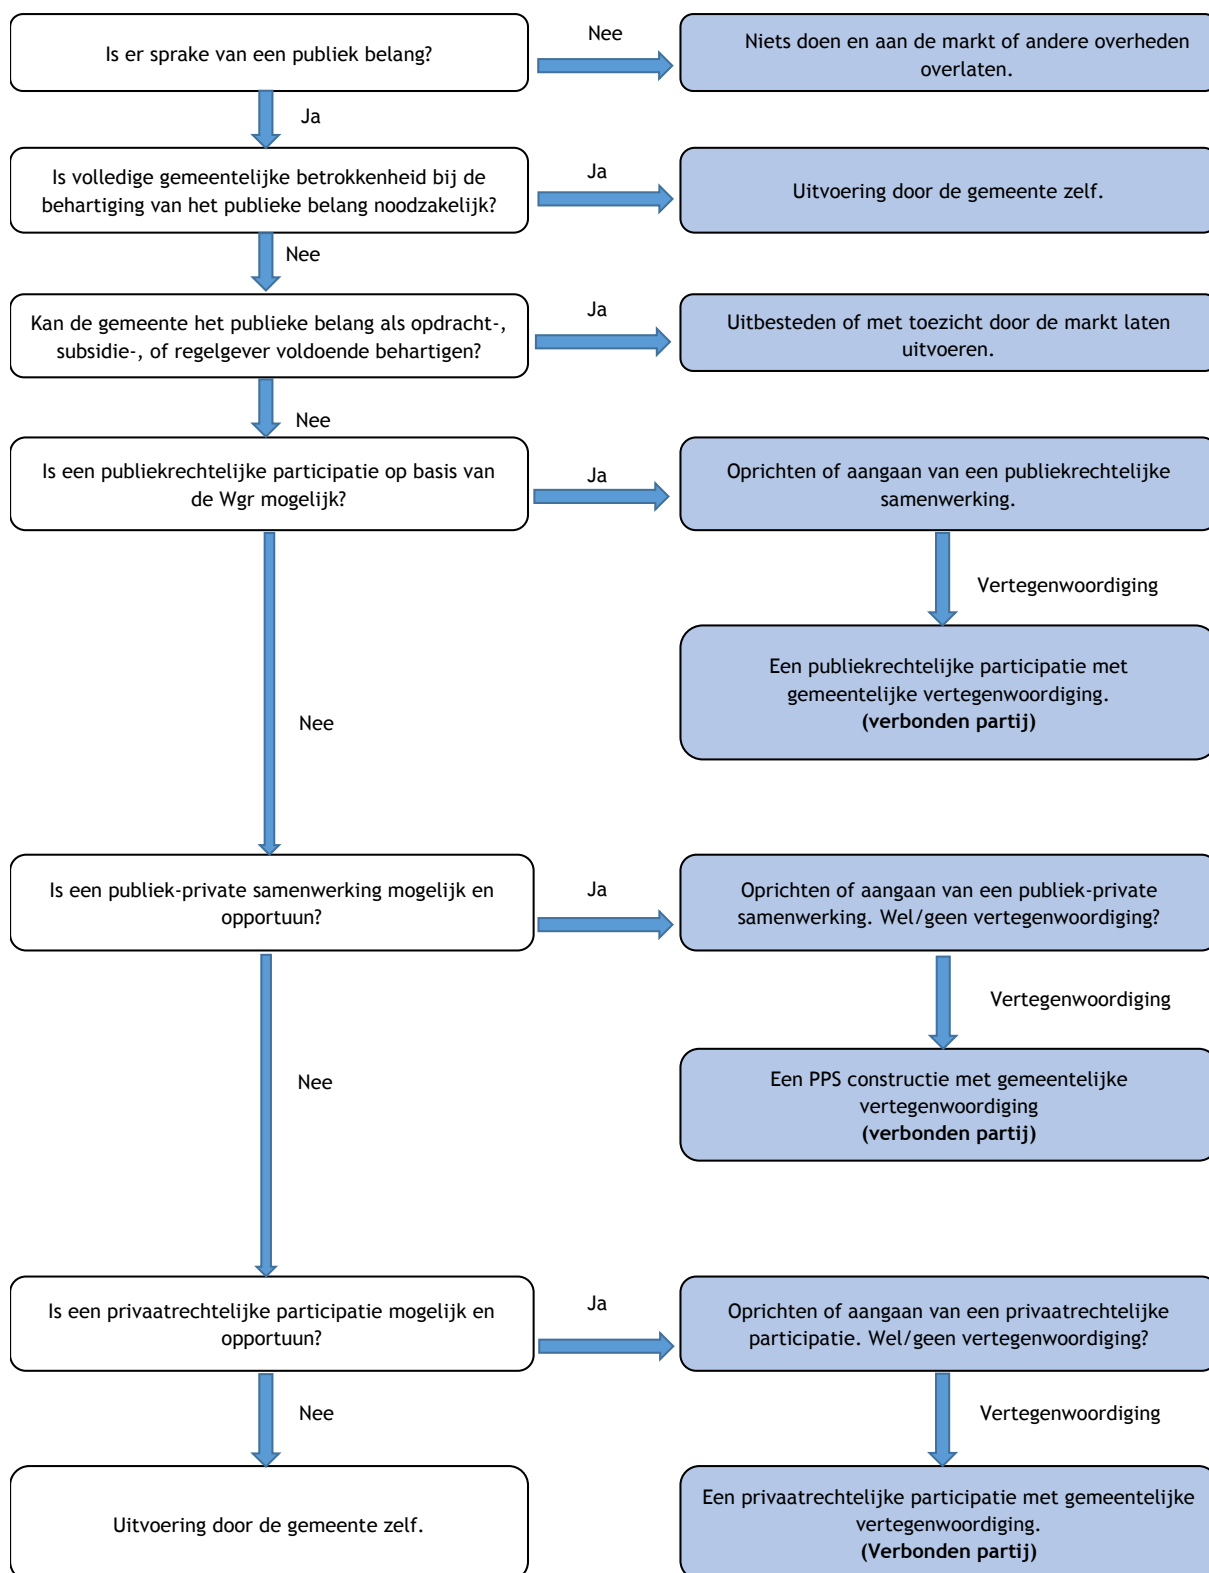 Is er sprake van een publiek belang?
Nee
Niets doen en aan de markt of andere overheden
overlaten.
Ja
Is volledige gemeentelijke betrokkenheid bij de
behartiging van het publieke belang noodzakelijk?
Ja
Uitvoering door de gemeente zelf.
Nee
Kan de gemeente het publieke belang als opdracht-,
subsidie-, of regelgever voldoende behartigen?
Ja
Uitbesteden of met toezicht door de markt laten
uitvoeren.
Nee
Is een publiekrechtelijke participatie op basis van
de Wgr mogelijk?
Ja
Oprichten of aangaan van een publiekrechtelijke
samenwerking.
Vertegenwoordiging
Een publiekrechtelijke participatie met
gemeentelijke vertegenwoordiging.
(verbonden partij)
Nee
Is een publiek-private samenwerking mogelijk en
opportuun?
Ja
Oprichten of aangaan van een publiek-private
samenwerking. Wel/geen vertegenwoordiging?
Vertegenwoordiging
Een PPS constructie met gemeentelijke
vertegenwoordiging
(verbonden partij)
Nee
Is een privaatrechtelijke participatie mogelijk en
opportuun?
Ja
Oprichten of aangaan van een privaatrechtelijke
participatie. Wel/geen vertegenwoordiging?
Nee
Vertegenwoordiging
Uitvoering door de gemeente zelf.
Een privaatrechtelijke participatie met gemeentelijke
vertegenwoordiging.
(Verbonden partij)